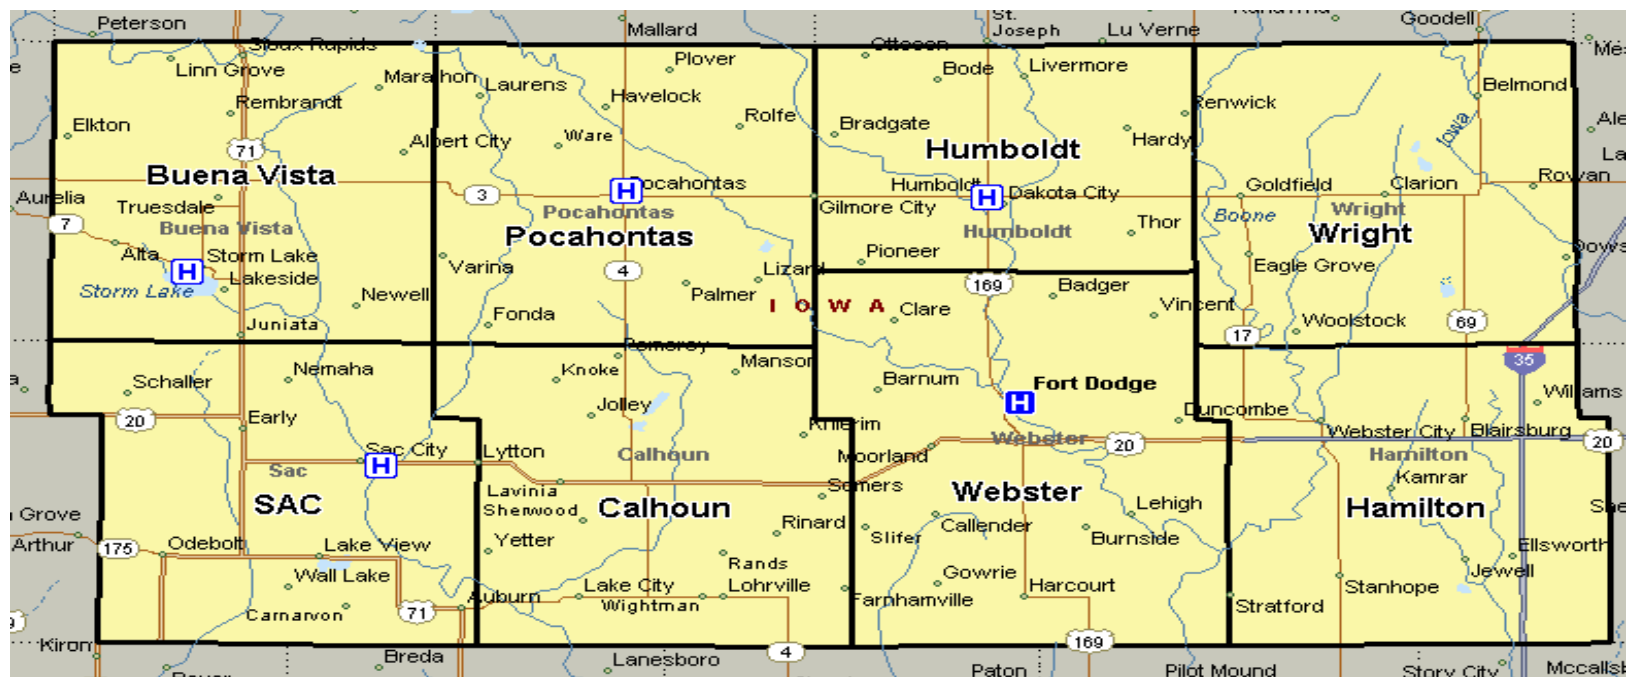 Peterson
Mallard
St.
Joseph
Lu Verne
Goodell
Sioux Rapids
Linn Grove
Marathon
Laurens
Plover
Ottosen
Bode
Livermore
Belmond
Rembrandt
Havelock
Rolfe
Renwick
Elkton
Albert City
Ware
Bradgate
Hardy
Iowa
71
Buena Vista
Humboldt
Aurelia
3
H
Pocahontas
Humboldt
H
Dakota City
Goldfield
Clarion
Rowan
Truesdale
Buena Vista
Pocahontas
Pocahontas
Gilmore City
Humboldt
Thor
Boone
Wright
Wright
7
Alta
H
Storm Lake
Lakeside
Storm Lake
Varina
4
Lizard
Pioneer
Eagle Grove
Dows
Newell
Palmer
IOWA
169
Badger
Clare
Vincent
Juniata
Fonda
17
Woolstock
69
Pomeroy
Manson
35
Schaller
Nemaha
Knoke
Barnum
Fort Dodge
H
Williams
20
Early
Jolley
Knierim
Duncombe
Sac City
H
Lytton
Calhoun
Moorland
Webster
20
Webster City
Blairsburg
20
Hamilton
Sac
SAC
Lavinia
Sherwood
Calhoun
Somers
Webster
Kamrar
Hamilton
Lehigh
Grove
Arthur
175
Odebolt
Lake View
Yetter
Rinard
Slifer
Callender
Burnside
Ellsworth
Wall Lake
Rands
Gowrie
Jewell
Carnarvon
71
Auburn
Lake City
Wightman
Lohrville
Farnhamville
Harcourt
Stratford
Stanhope
Kiron
Breda
Lanesboro
4
169
Paton
Pilot Mound
Story City